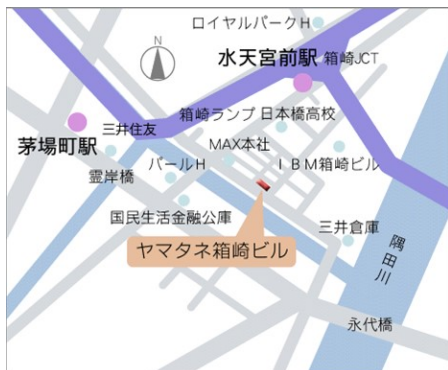 ロイヤルパークH
N
水天宮前駅
箱崎JCT
箱崎ランプ
日本橋高校
三井住友
MAX本社
茅場町駅
パールH
IBM箱崎ビル
霊岸橋
国民生活金融公庫
三井倉庫
ヤマタネ箱崎ビル
隅田川
永代橋